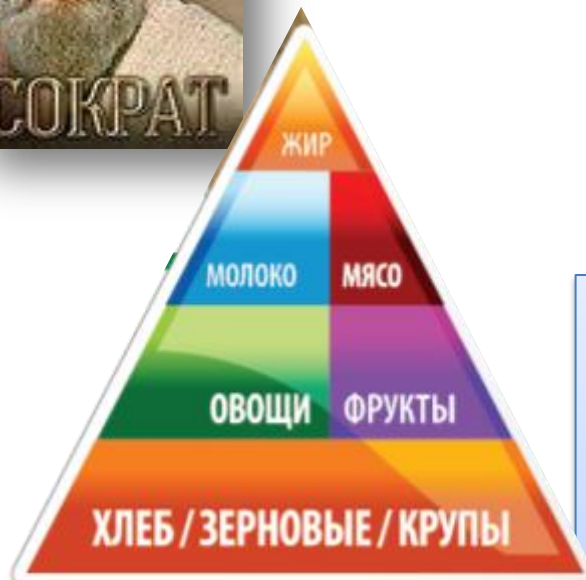 СОКРАТ
ЖИР
МОЛОКО МЯСО
ОВОЩИ ФРУКТЫ
ХЛЕБ / ЗЕРНОВЫЕ / КРУПЫ